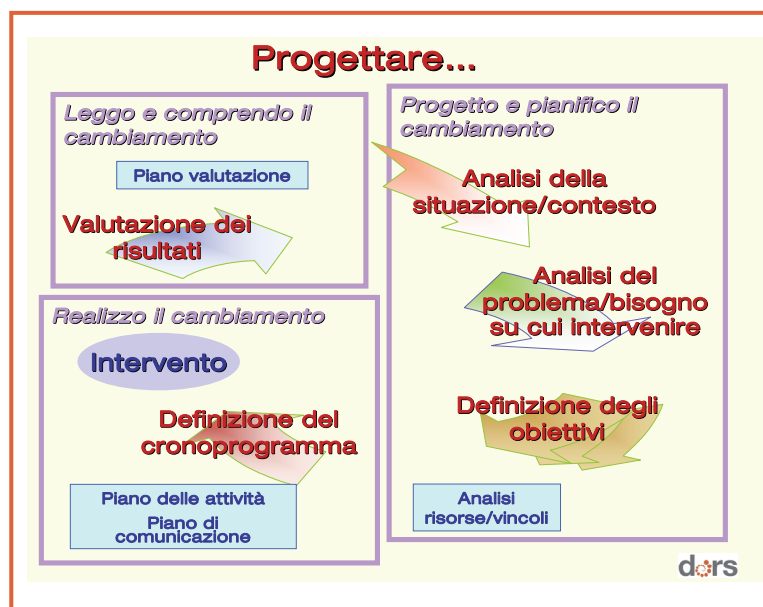 Progettare...
Leggo e comprendo il
cambiamento
Piano valutazione
Valutazione dei
risultati
Progetto e pianifico il
cambiamento
Analisi della
situazione/contesto
Analisi del
problema/bisogno
su cui intervenire
Definizione degli
obiettivi
Analisi
risorse/vincoli
Realizzo il cambiamento
Intervento
Definizione del
cronoprogramma
Piano delle attività
Piano di
comunicazione
dors